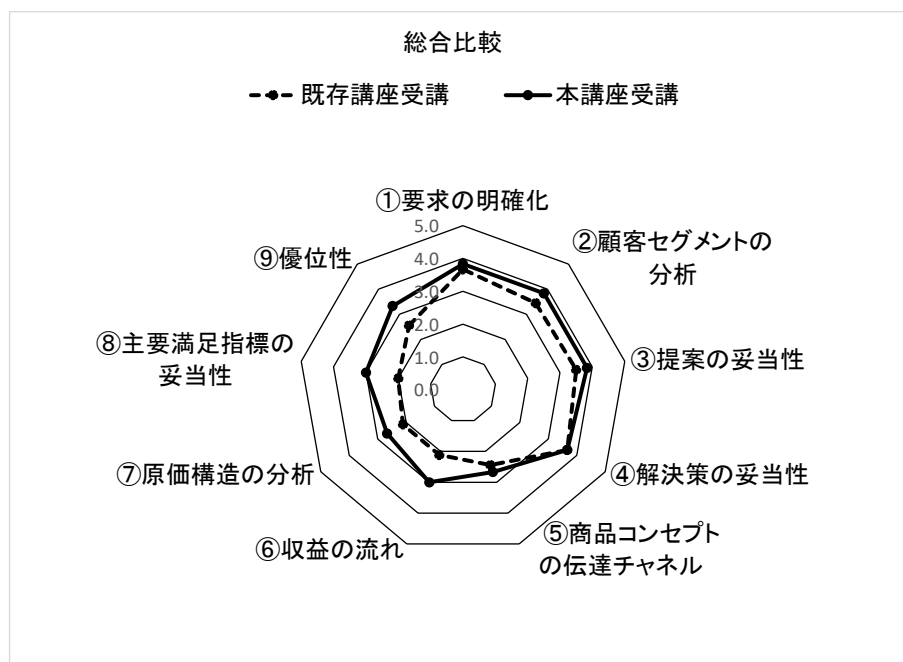 総合比較
既存講座受講
本講座受講
①要求の明確化
②顧客セグメントの
分析
③提案の妥当性
④解決策の妥当性
⑤商品コンセプト
の伝達チャネル
⑥収益の流れ
⑦原価構造の分析
⑧主要満足指標の
妥当性
⑨優位性
5.0
4.0
3.0
2.0
1.0
0.0